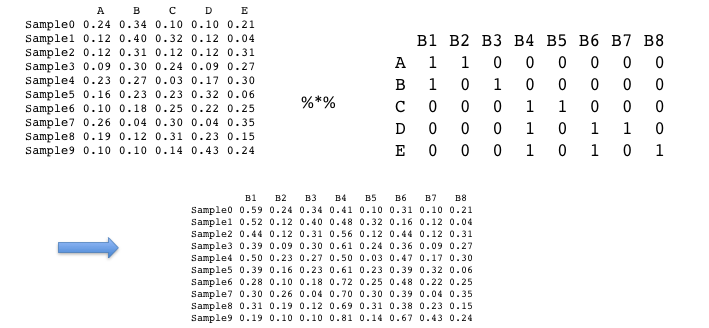 A B C D E
Sample0 0.24 0.34 0.10 0.10 0.21
Sample1 0.12 0.40 0.32 0.12 0.04
Sample2 0.12 0.31 0.12 0.12 0.31
Sample3 0.09 0.30 0.24 0.09 0.27
Sample4 0.23 0.27 0.03 0.17 0.30
Sample5 0.16 0.23 0.23 0.32 0.06
Sample6 0.10 0.18 0.25 0.22 0.25
Sample7 0.26 0.04 0.30 0.04 0.35
Sample8 0.19 0.12 0.31 0.23 0.15
Sample9 0.10 0.10 0.14 0.43 0.24
%*%
B1 B2 B3 B4 B5 B6 B7 B8
A 1 1 0 0 0 0 0 0
B 1 0 1 0 0 0 0 0
C 0 0 0 1 1 0 0 0
D 0 0 0 1 0 1 1 0
E 0 0 0 1 0 1 0 1
B1 B2 B3 B4 B5 B6 B7 B8
Sample0 0.59 0.24 0.34 0.41 0.10 0.31 0.10 0.21
Sample1 0.52 0.12 0.40 0.48 0.32 0.16 0.12 0.04
Sample2 0.44 0.12 0.31 0.56 0.12 0.44 0.12 0.31
Sample3 0.39 0.09 0.30 0.61 0.24 0.36 0.09 0.27
Sample4 0.50 0.23 0.27 0.50 0.03 0.47 0.17 0.30
Sample5 0.39 0.16 0.23 0.61 0.23 0.39 0.32 0.06
Sample6 0.28 0.10 0.18 0.72 0.25 0.48 0.22 0.25
Sample7 0.30 0.26 0.04 0.70 0.30 0.39 0.04 0.35
Sample8 0.31 0.19 0.12 0.69 0.31 0.38 0.23 0.15
Sample9 0.19 0.10 0.10 0.81 0.14 0.67 0.43 0.24